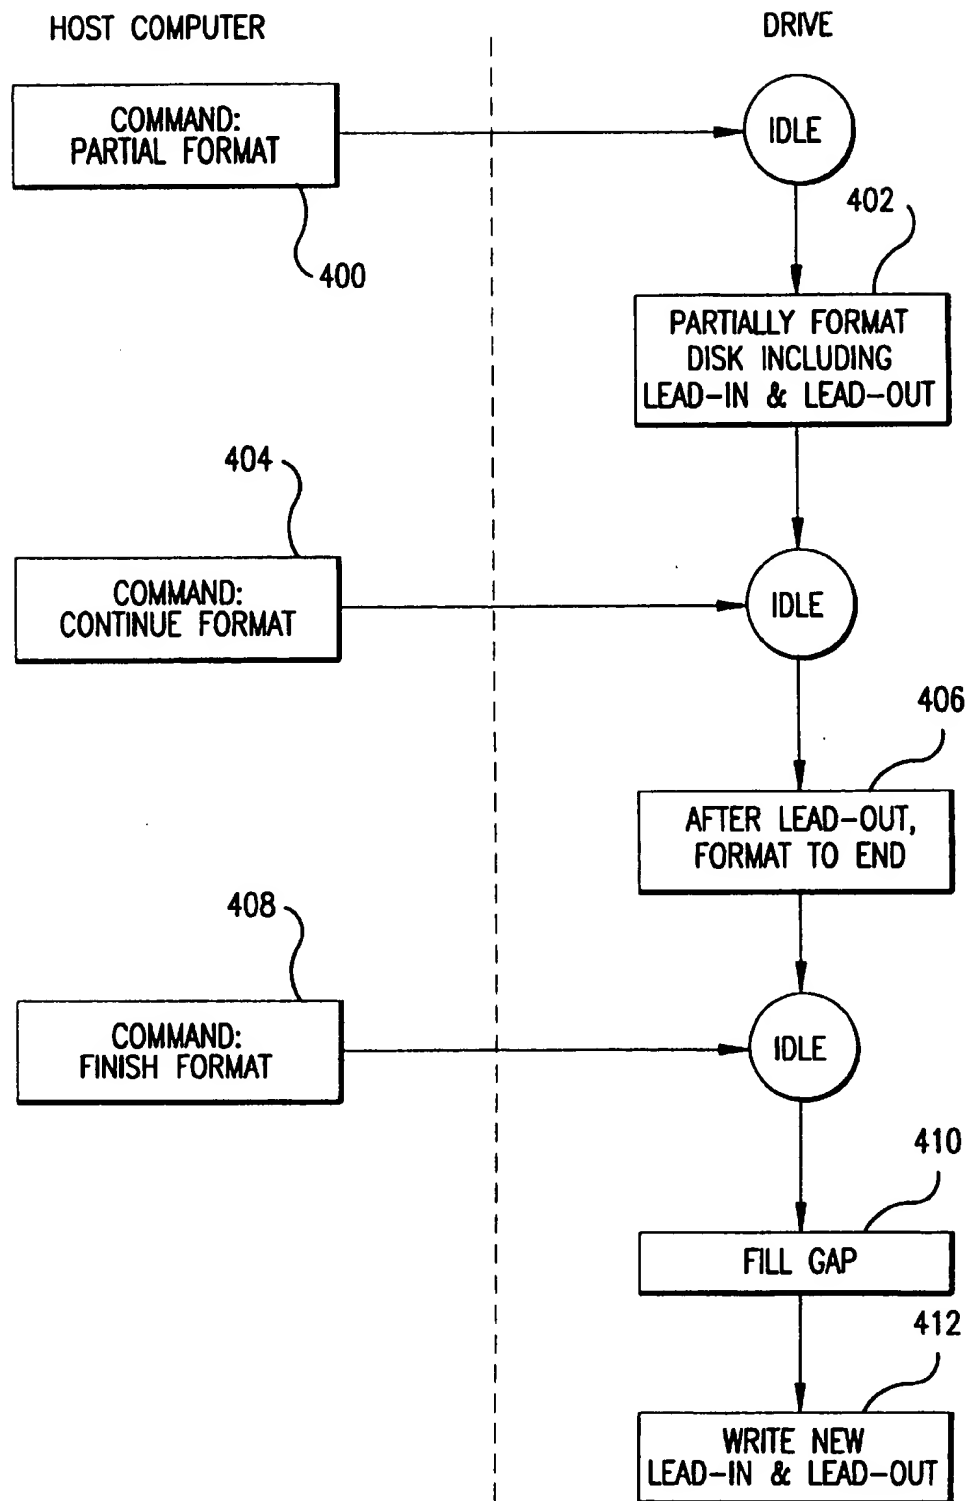 HOST COMPUTER
DRIVE
COMMAND:
PARTIAL FORMAT
IDLE
400
402
PARTIALLY FORMAT
DISK INCLUDING
LEAD-IN & LEAD-OUT
404
COMMAND:
CONTINUE FORMAT
IDLE
406
AFTER LEAD-OUT,
FORMAT TO END
408
COMMAND:
FINISH FORMAT
IDLE
410
FILL GAP
412
WRITE NEW
LEAD-IN & LEAD-OUT